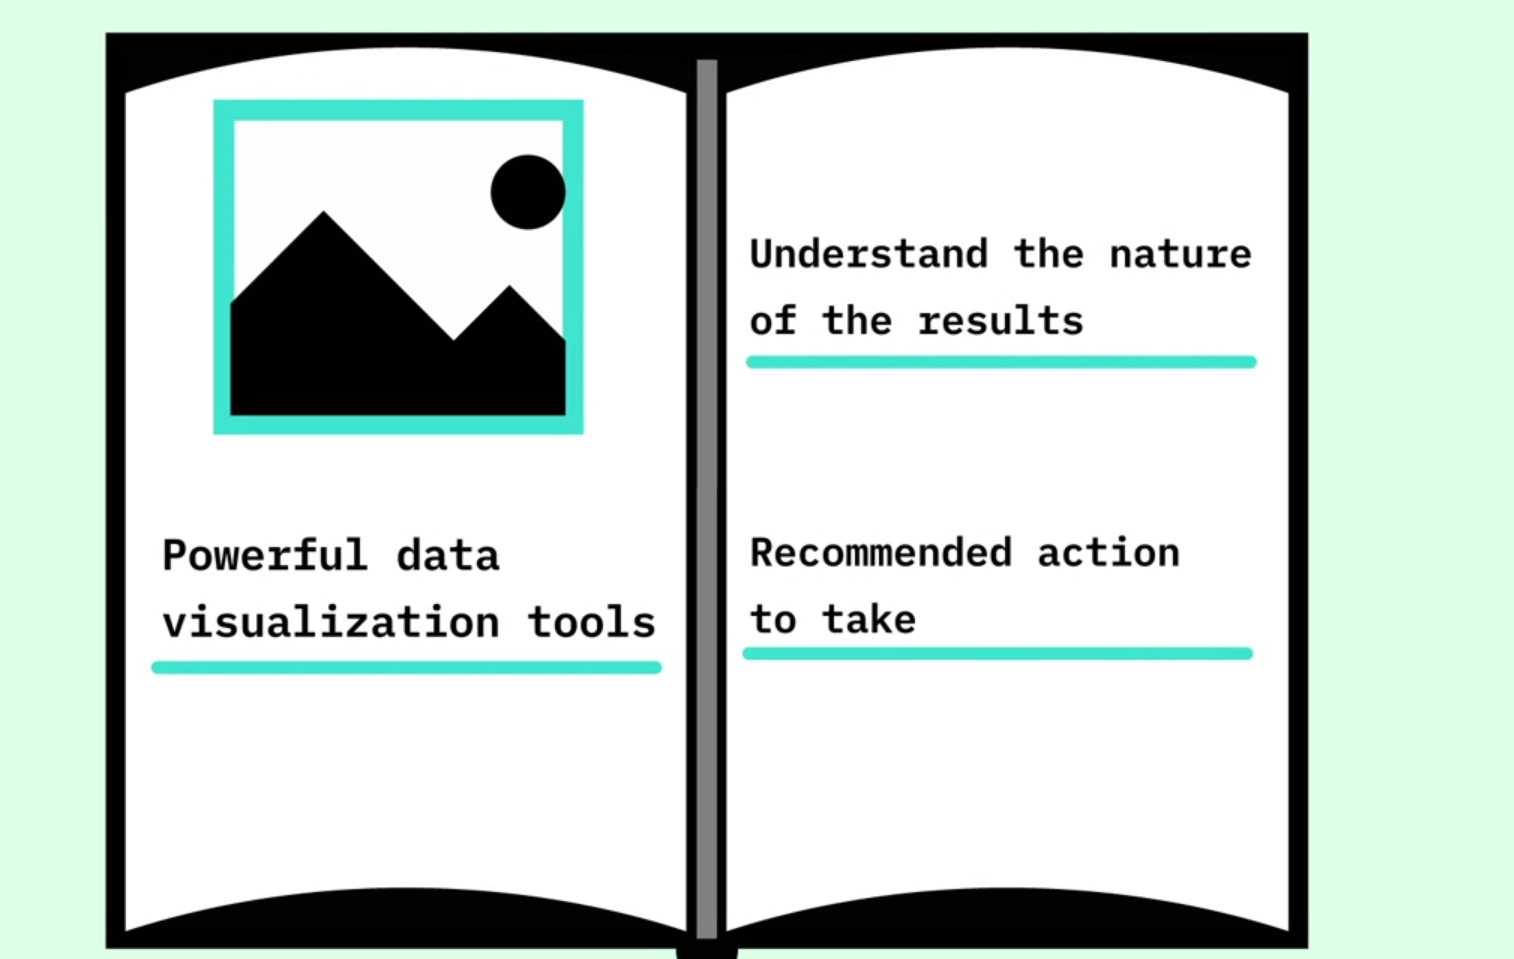 Powerful data
visualization tools
Understand the nature
of the results
Recommended action
to take